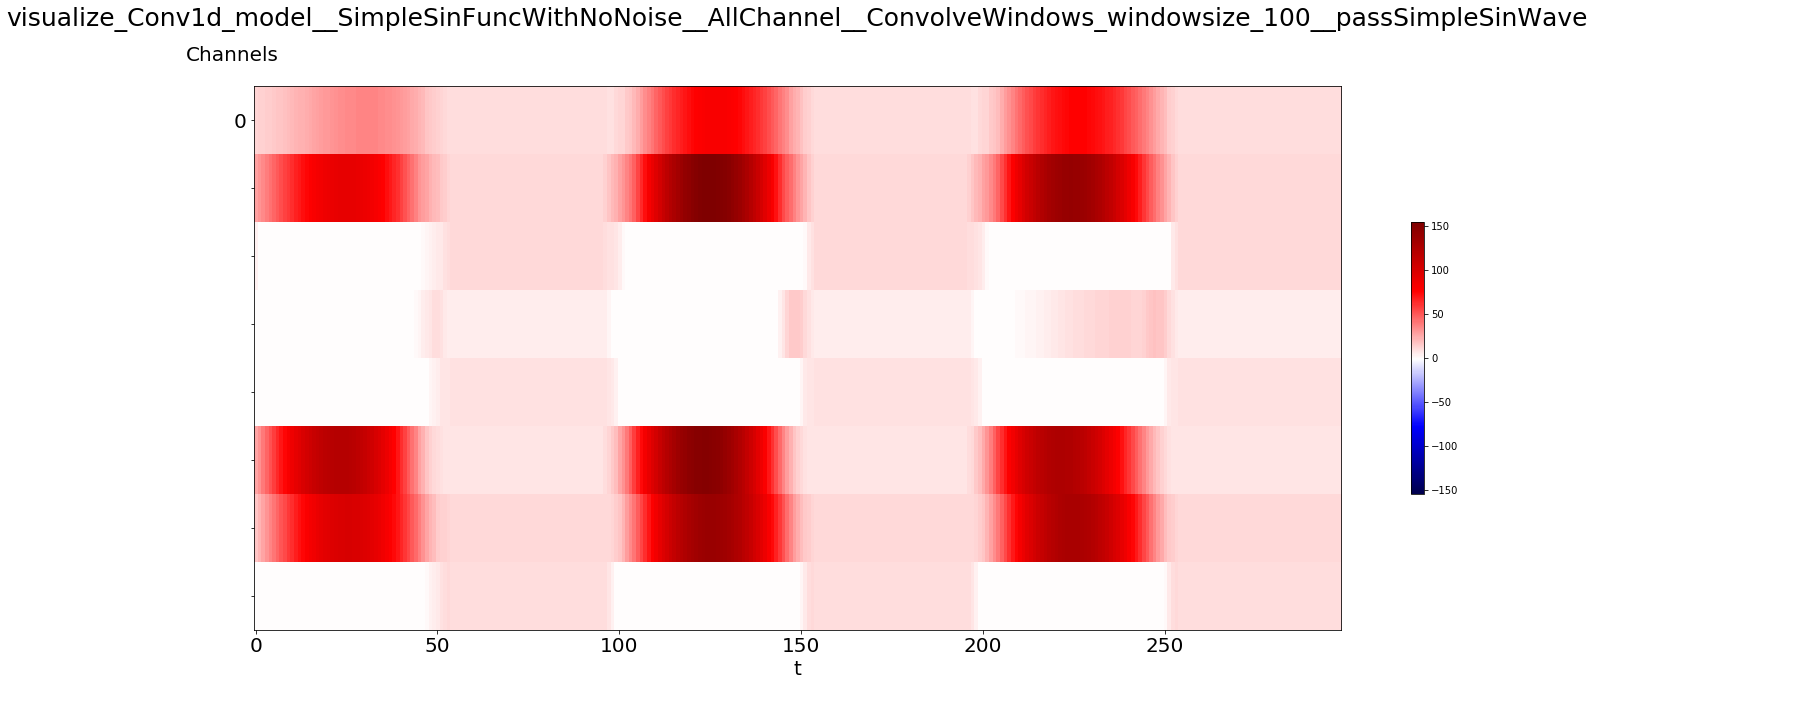 visualize_Conv1d_model__SimpleSinFuncWithNoNoise__AllChannel__ConvolveWindows_windowsize_100__passSimpleSinWave
Channels
0
150
100
50
0
−50
−100
−150
0 50 100 150 200 250
t